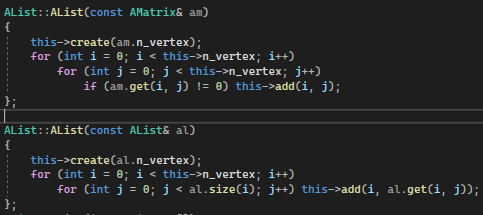 AList::AList(const AMatrix& am)
{
    this->create(am.n_vertex);
    for (int i = 0; i < this->n_vertex; i++)
        for (int j = 0; j < this->n_vertex; j++)
            if (am.get(i, j) != 0) this->add(i, j);
};
AList::AList(const AList& al)
{
    this->create(al.n_vertex);
    for (int i = 0; i < this->n_vertex; i++)
        for (int j = 0; j < al.size(i); j++) this->add(i, al.get(i, j));
};